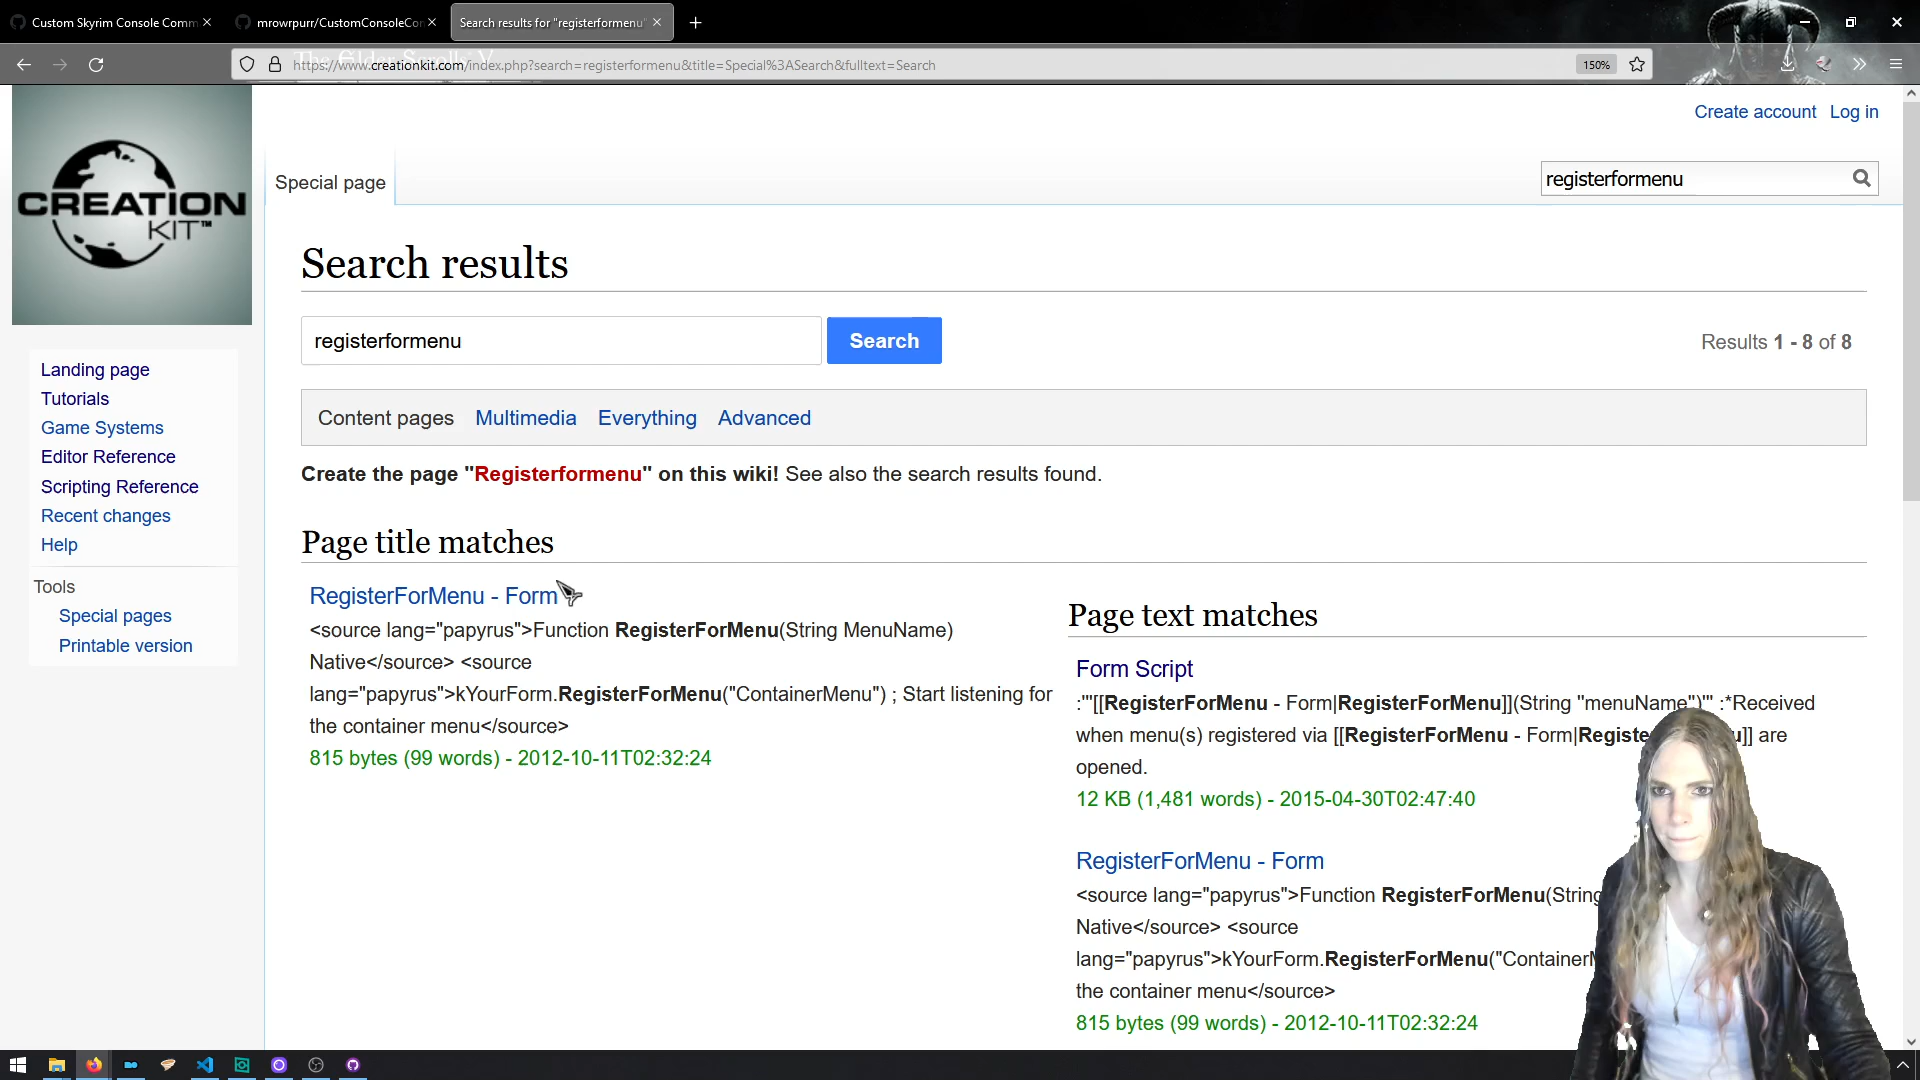 Custom Skyrim Console Comm
mrowrpurr/CustomConsoleCor
Search results for "registerformenu"
https://www.creationkit.com/index.php?search=registerformenu&title=Special%3ASearch&fulltext=Search
150%
CREATION
KIT™
Create account Log in
Special page
registerformenu
Search results
registerformenu
Search
Results 1 - 8 of 8
Content pages Multimedia Everything Advanced
Create the page "Registerformenu" on this wiki! See also the search results found.
Landing page
Tutorials
Game Systems
Editor Reference
Scripting Reference
Recent changes
Help
Tools
Special pages
Printable version
Page title matches
RegisterForMenu - Form
<source lang="papyrus">Function RegisterForMenu(String MenuName)
Native</source> <source
lang="papyrus">kYourForm.RegisterForMenu("ContainerMenu") ; Start listening for
the container menu</source>
815 bytes (99 words) - 2012-10-11T02:32:24
Page text matches
Form Script
:'''[[RegisterForMenu - Form|RegisterForMenu]](String "menuName")''' :*Received
when menu(s) registered via [[RegisterForMenu - Form|Registe u]] are
opened.
12 KB (1,481 words) - 2015-04-30T02:47:40
RegisterForMenu - Form
<source lang="papyrus">Function RegisterForMenu(String
Native</source> <source
lang="papyrus">kYourForm.RegisterForMenu("ContainerM
the container menu</source>
815 bytes (99 words) - 2012-10-11T02:32:24